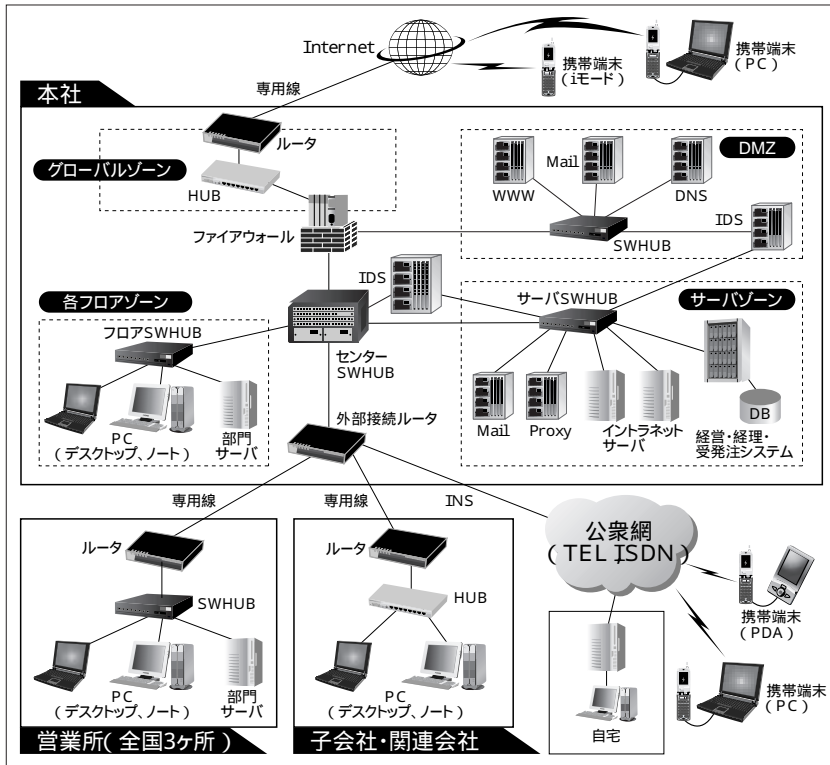 Internet
携帯端末
(iモード)
携帯端末
(PC)
専用線
本社
ルータ
グローバルゾーン
HUB
ファイアウォール
DMZ
WWW
Mail
DNS
SWHUB
IDS
IDS
各フロアゾーン
フロアSWHUB
PC
(デスクトップ、ノート)
部門
サーバ
センター
SWHUB
サーバSWHUB
サーバゾーン
Mail
Proxy
イントラネット
サーバ
DB
経営・経理・
受発注システム
外部接続ルータ
専用線
専用線
INS
ルータ
SWHUB
PC
(デスクトップ、ノート)
部門
サーバ
営業所(全国3ヶ所)
ルータ
HUB
PC
(デスクトップ、ノート)
子会社・関連会社
公衆網
(TEL ISDN)
自宅
携帯端末
(PDA)
携帯端末
(PC)